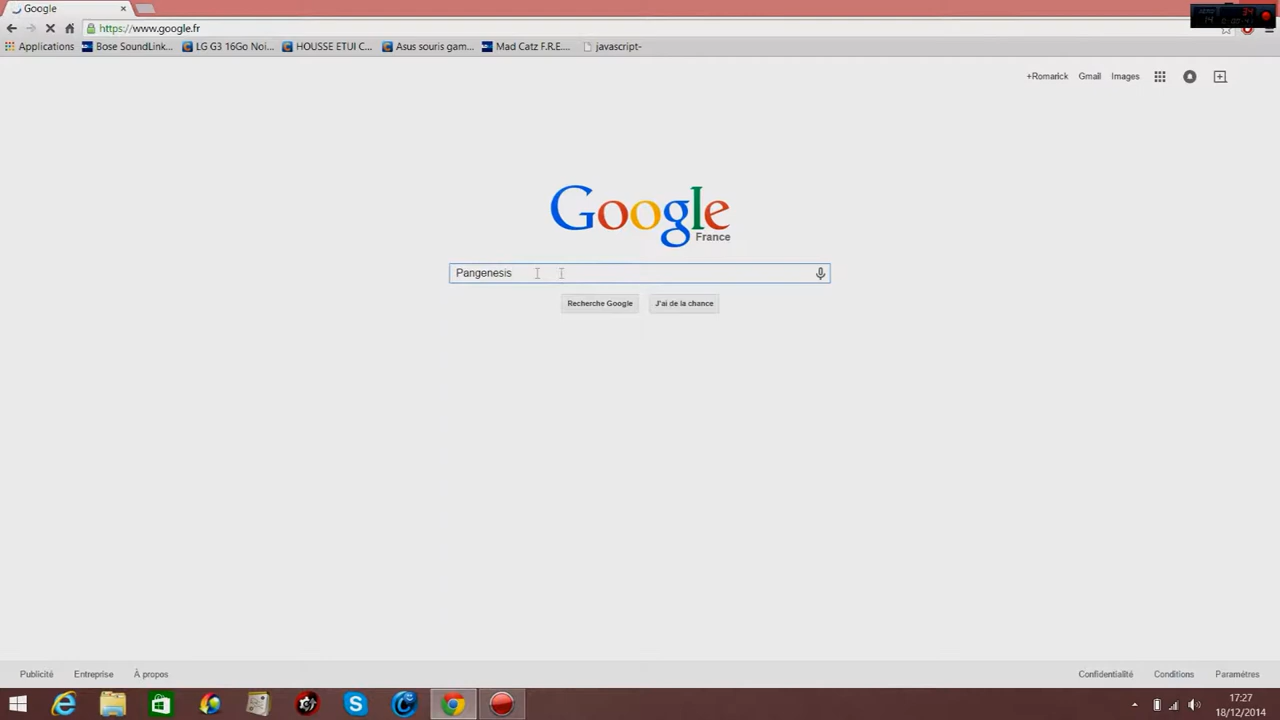 Google
https://www.google.fr
Applications
Bose SoundLink...
LG G3 16Go Noi...
HOUSSE ETUI C...
Asus souris gam...
Mad Catz F.R.E....
javascript-
+Romarick
Gmail
Images
Google
France
Pangenesis
Recherche Google
J'ai de la chance
Publicité
Entreprise
À propos
Confidentialité
Conditions
Paramètres
17:27
18/12/2014